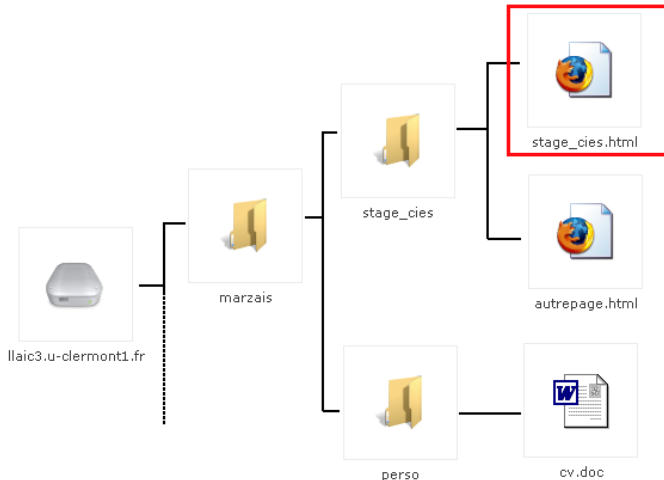 stage_cies.html
stage_cies
marzais
autrepage.html
llaic3.u-clermont1.fr
W
perso
cv.doc